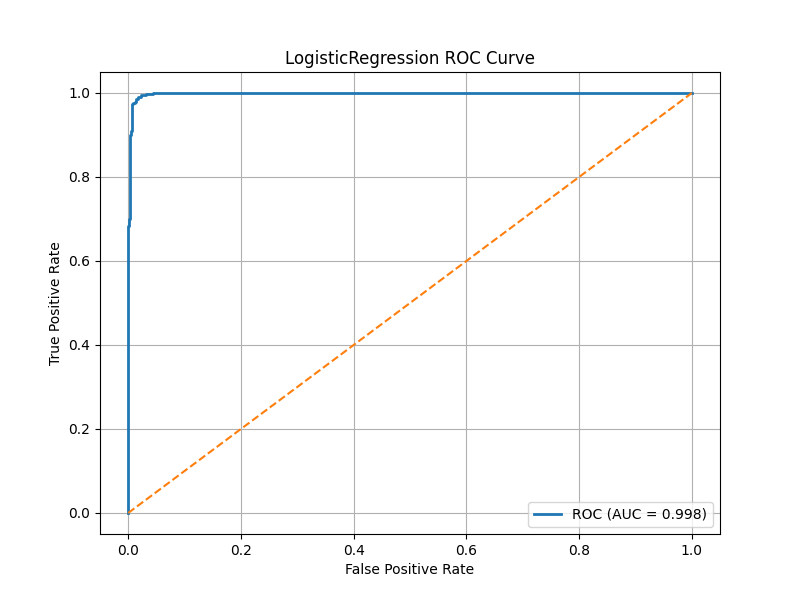 LogisticRegression ROC Curve
True Positive Rate
1.0
0.8
0.6
0.4
0.2
0.0
ROC (AUC = 0.998)
0.0 0.2 0.4 0.6 0.8 1.0
False Positive Rate